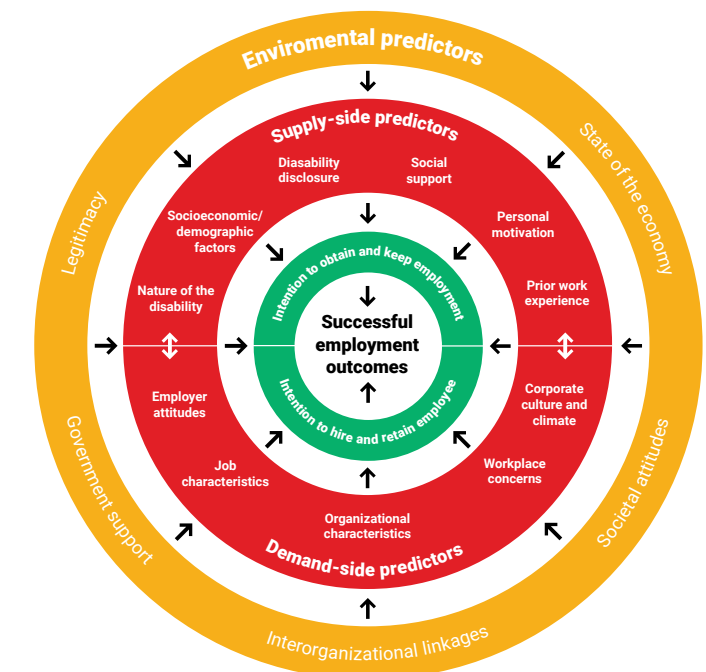 Enviromental predictors
Supply-side predictors
Diasability
disclosure
Social
support
State of the economy
Legitimacy
Socioeconomic/
demographic
factors
Personal
motivation
Intention to obtain and keep employment
Nature of the
disability
Prior work
experience
Successful
employment
outcomes
Employer
attitudes
Corporate
culture and
climate
Intention to hire and retain employee
Job
characteristics
Workplace
concerns
Government support
Societal attitudes
Organizational
characteristics
Demand-side predictors
Interorganizational linkages